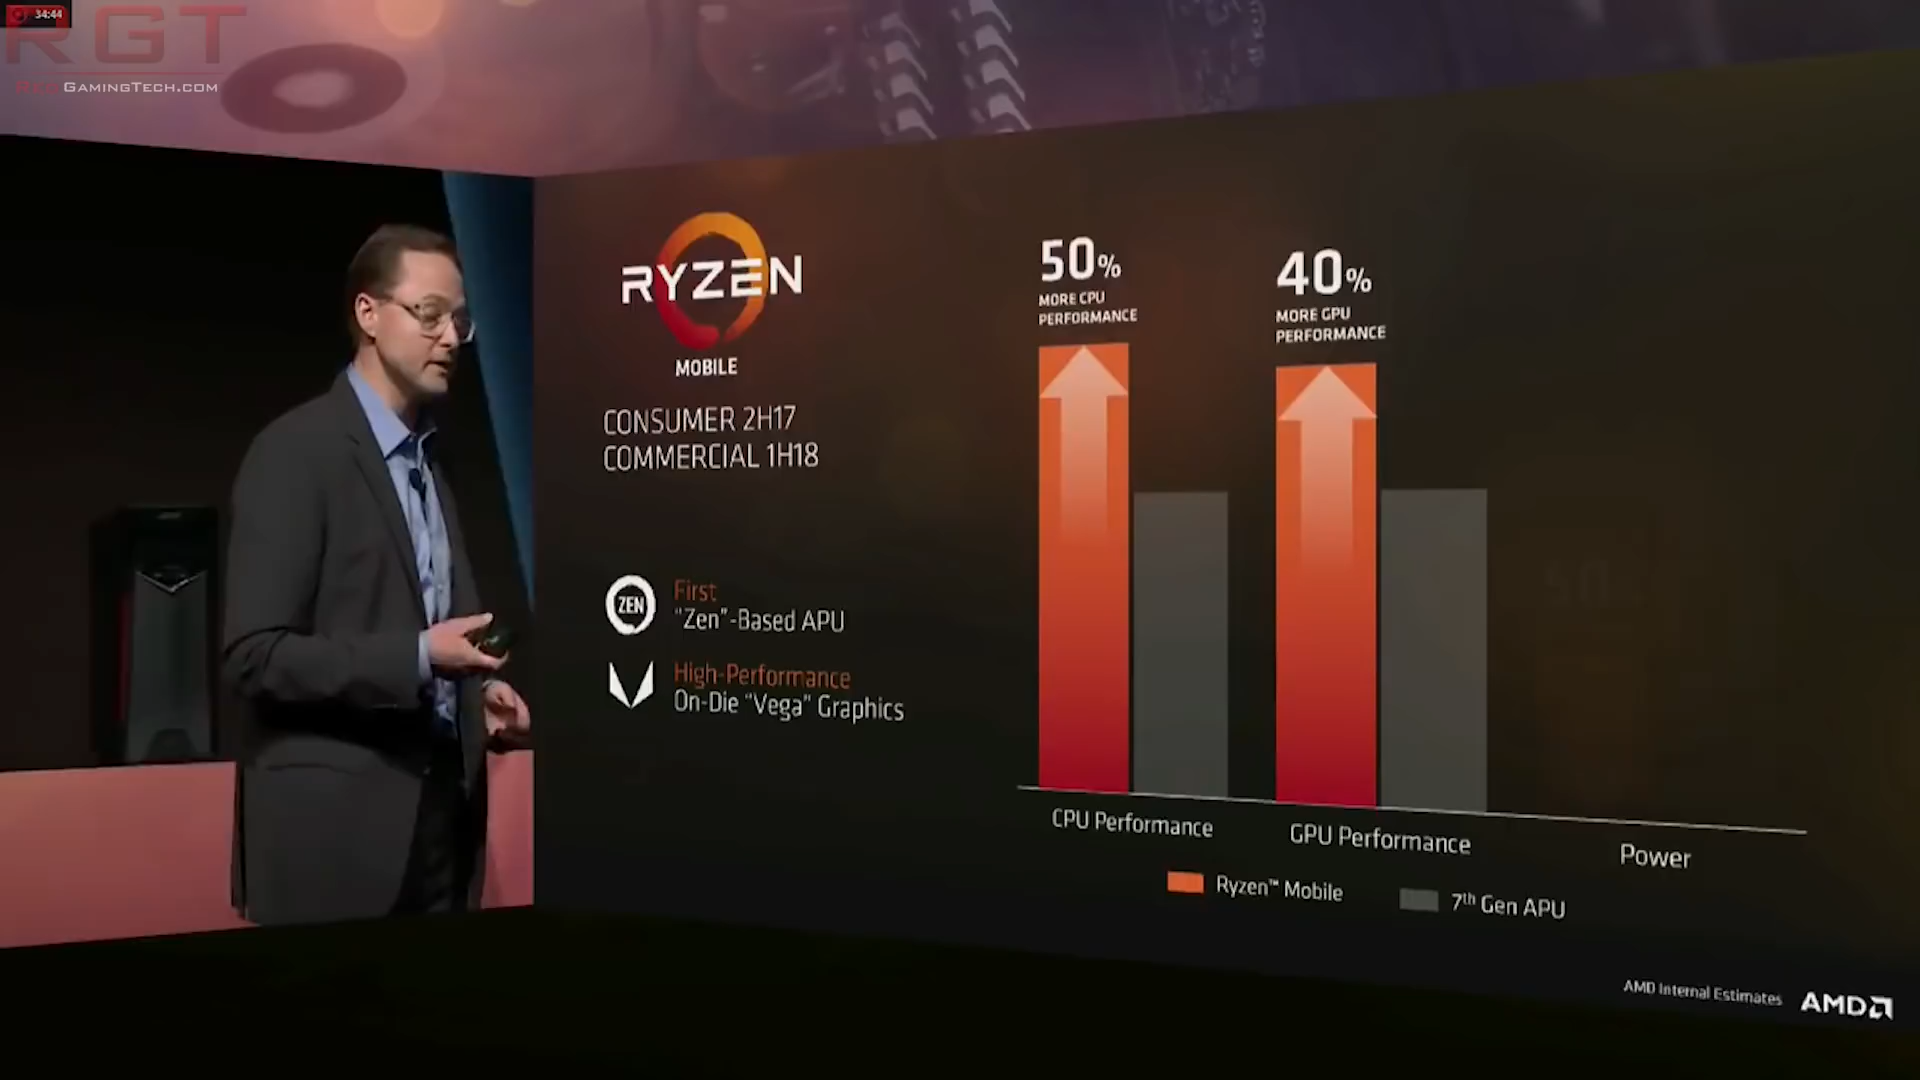 34:44
RGT
REDGAMINGTECH.COM
RYZEN
MOBILE
CONSUMER 2H17
COMMERCIAL 1H18
ZEN
First
"Zen"-Based APU
High-Performance
On-Die "Vega" Graphics
50%
MORE CPU
PERFORMANCE
40%
MORE GPU
PERFORMANCE
CPU Performance
GPU Performance
Power
Ryzen™ Mobile
7th Gen APU
AMD Internal Estimates
AMD